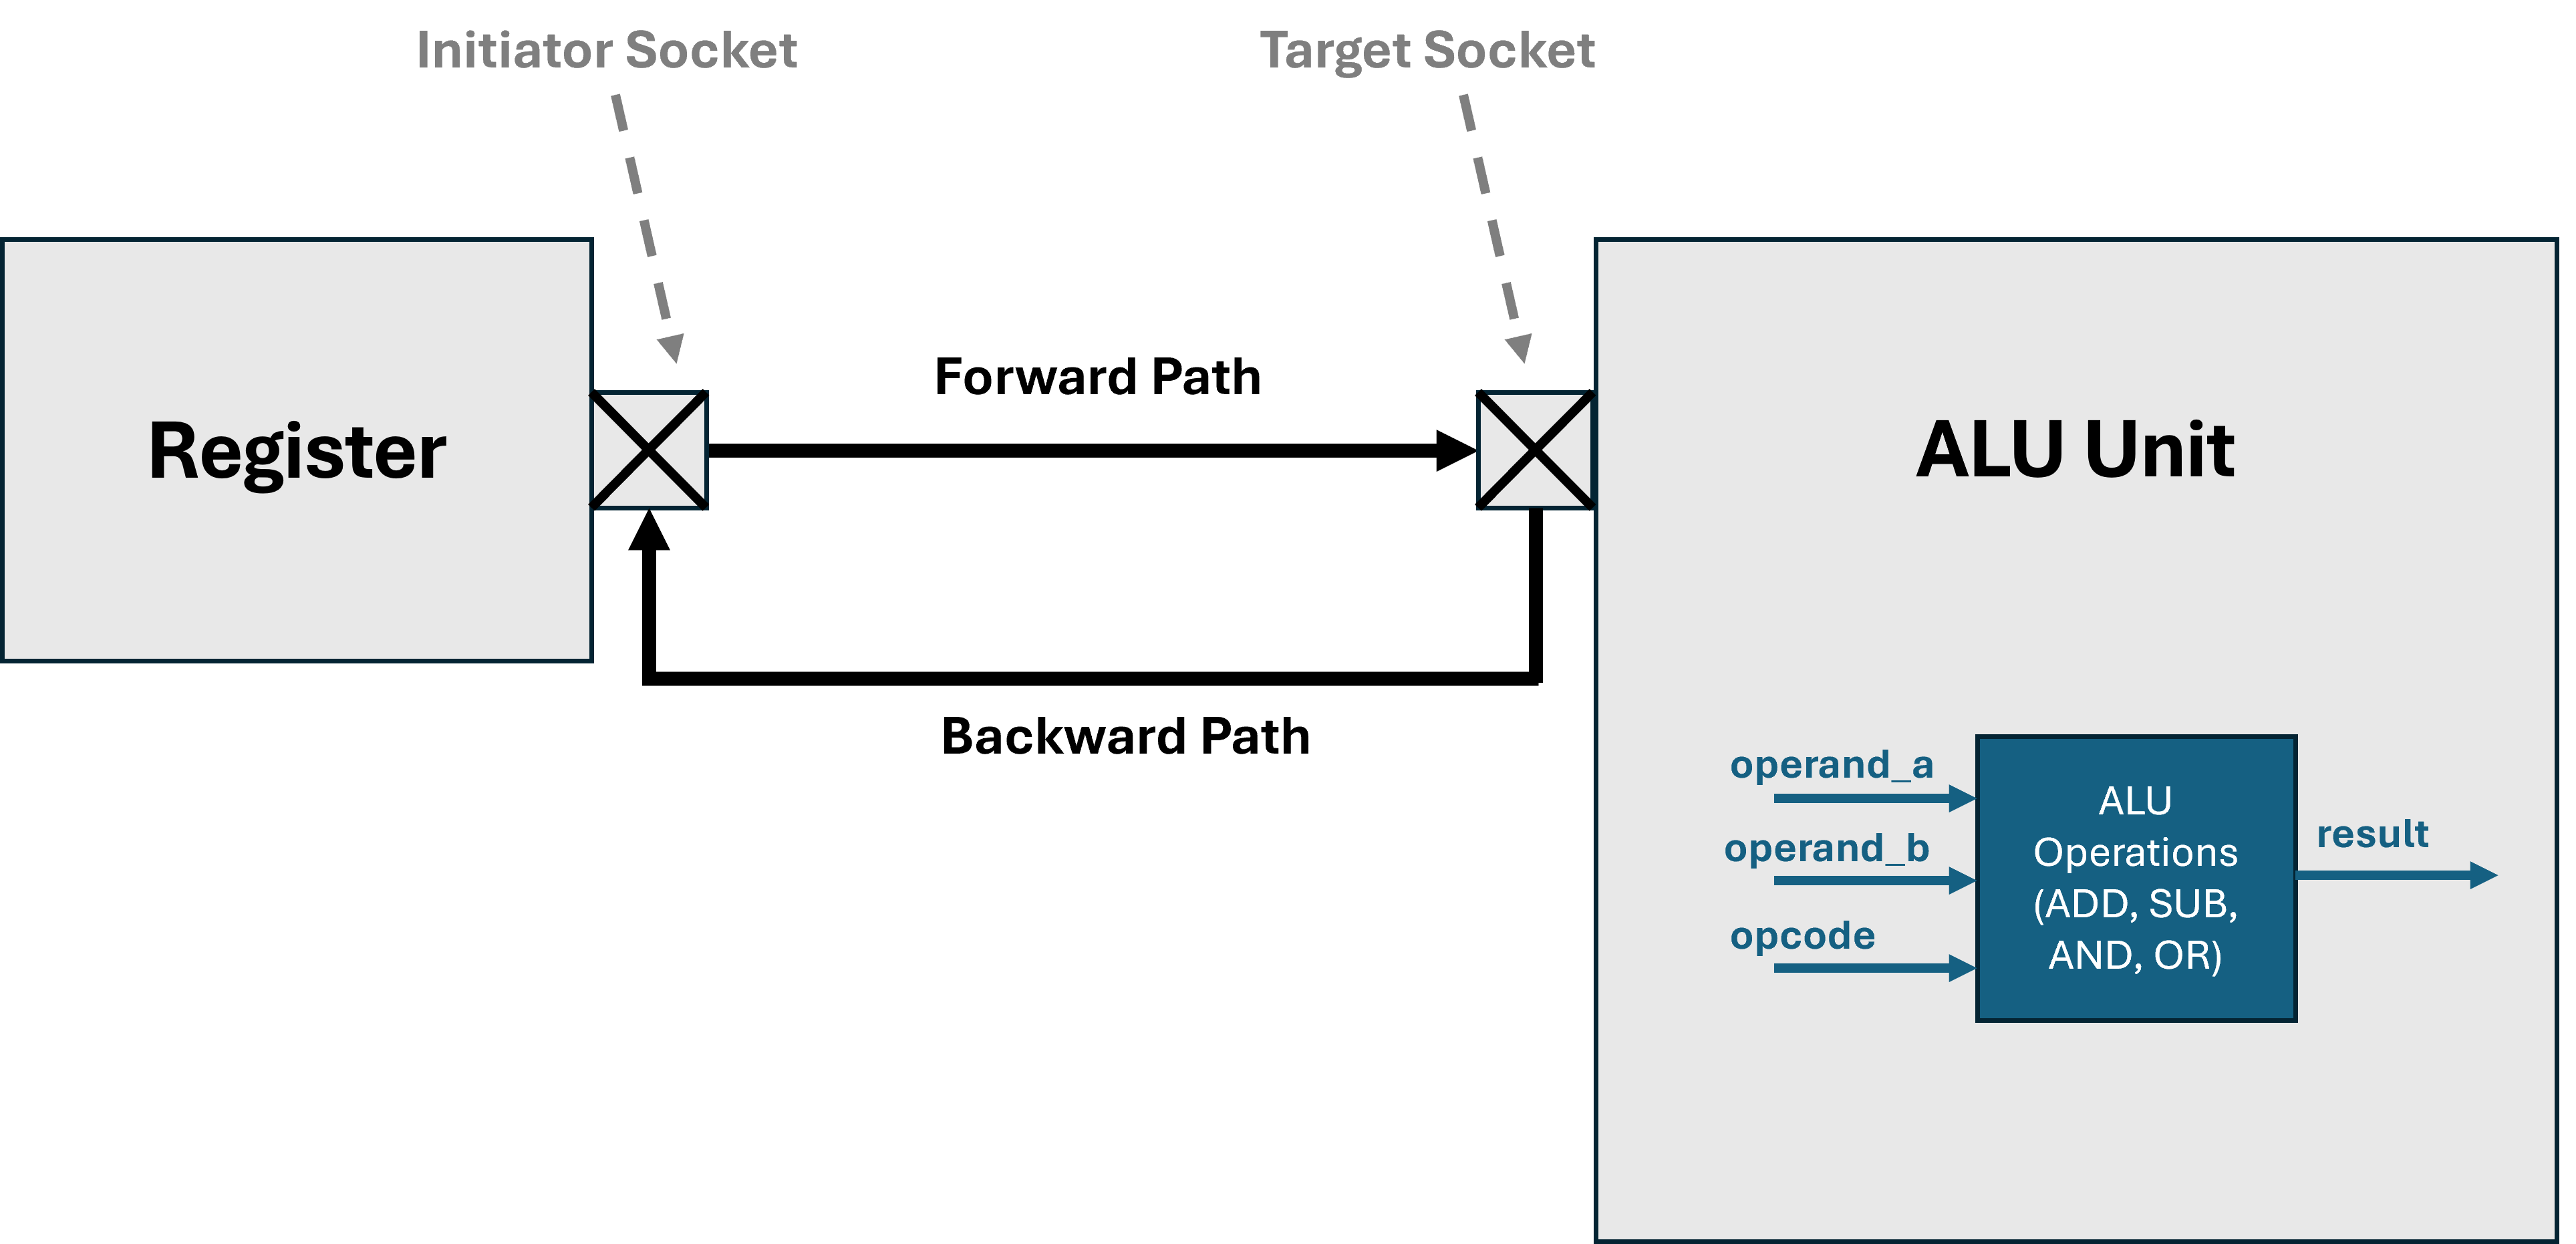 Initiator Socket
Target Socket
Register
Forward Path
ALU Unit
Backward Path
operand_a
operand_b
opcode
ALU
Operations
(ADD, SUB,
AND, OR)
result